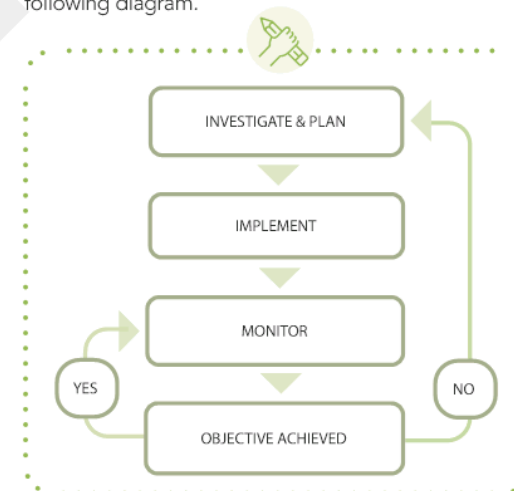 following diagram.
INVESTIGATE & PLAN
IMPLEMENT
MONITOR
YES
NO
OBJECTIVE ACHIEVED